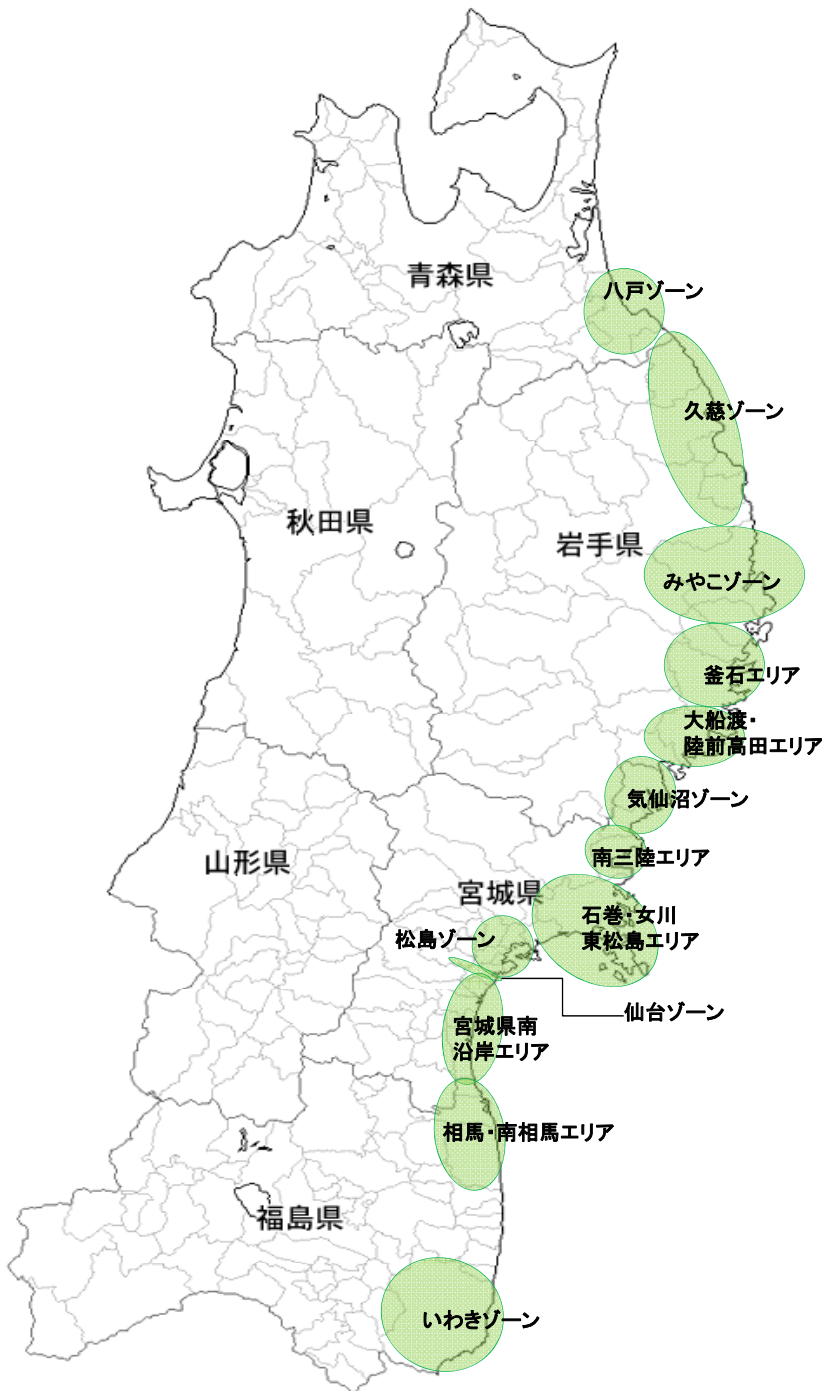 青森県
八戸ゾーン
久慈ゾーン
秋田県
岩手県
みやこゾーン
釜石エリア
大船渡・
陸前高田エリア
気仙沼ゾーン
南三陸エリア
山形県
宮城県
石巻・女川
東松島エリア
松島ゾーン
仙台ゾーン
宮城県南
沿岸エリア
相馬・南相馬エリア
福島県
いわきゾーン